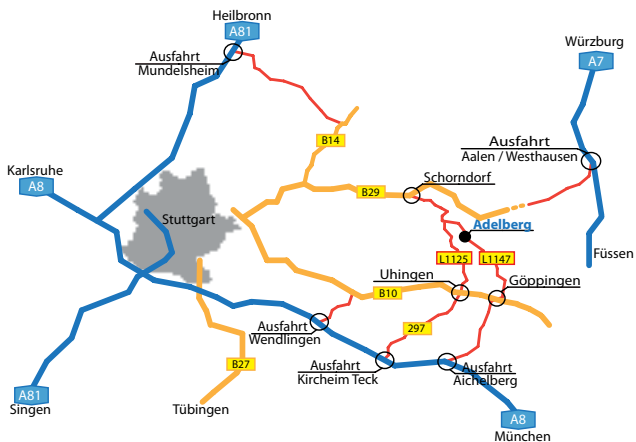 Heilbronn
A81
Ausfahrt
Mundelsheim
Würzburg
A7
B14
Ausfahrt
Aalen / Westhausen
Karlsruhe
A8
Schorndorf
B29
Stuttgart
Adelberg
Füssen
L1125
L1147
Uhingen
Göppingen
B10
297
Ausfahrt
Wendlingen
Ausfahrt
Kircheim Teck
Ausfahrt
Aichelberg
B27
A81
Singen
Tübingen
A8
München